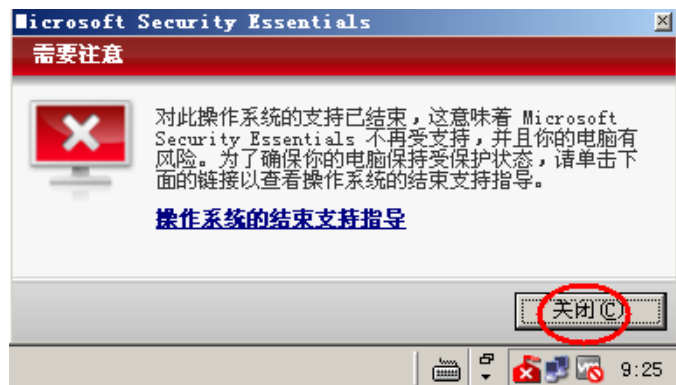 Microsoft Security Essentials
需要注意
对此操作系统的支持已结束，这意味着 Microsoft
Security Essentials 不再受支持，并且你的电脑有
风险。为了确保你的电脑保持受保护状态，请单击下
面的链接以查看操作系统的结束支持指导。
操作系统的结束支持指导
关闭(C)
9:25